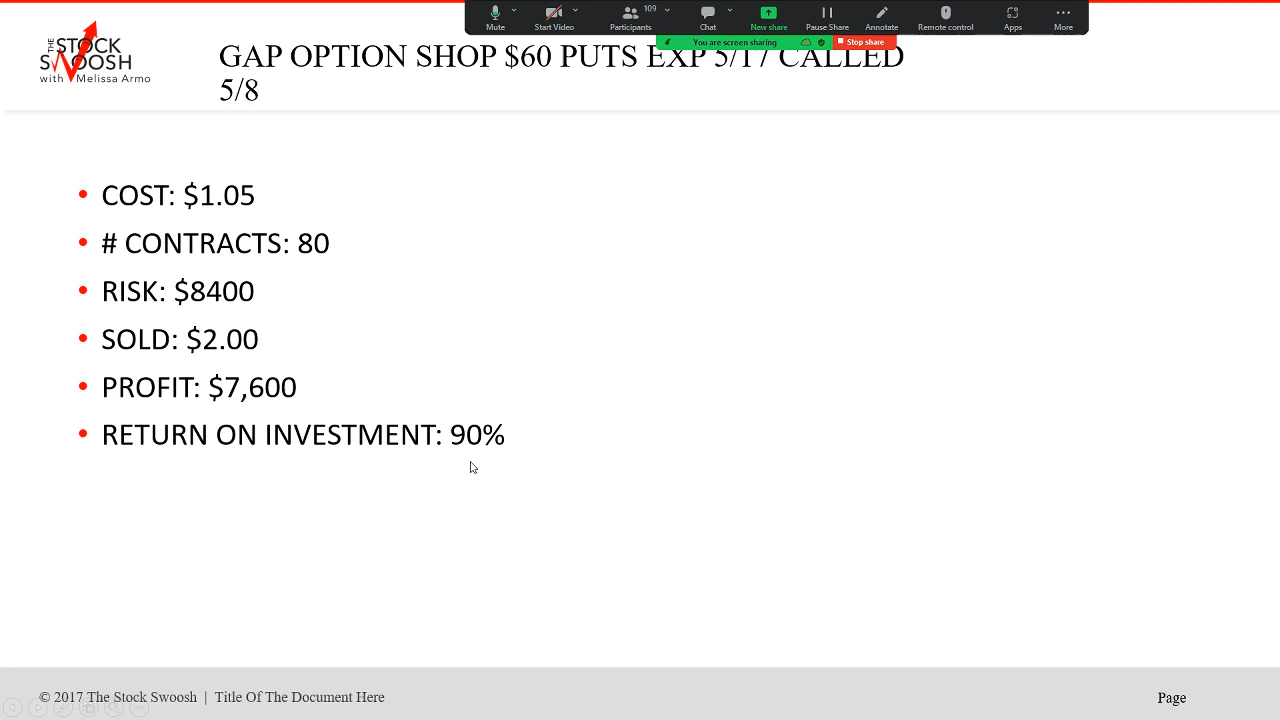 Mute
Start Video
Participants
109
Chat
New share
Pause Share
Annotate
Remote control
Apps
More
You are screen sharing
Stop share
THE
STOCK
SWOOSH
with Melissa Armo
GAP OPTION SHOP $60 PUTS EXP 5/17 CALLED
5/8
• COST: $1.05
• # CONTRACTS: 80
• RISK: $8400
• SOLD: $2.00
• PROFIT: $7,600
• RETURN ON INVESTMENT: 90%
© 2017 The Stock Swoosh | Title Of The Document Here
Page